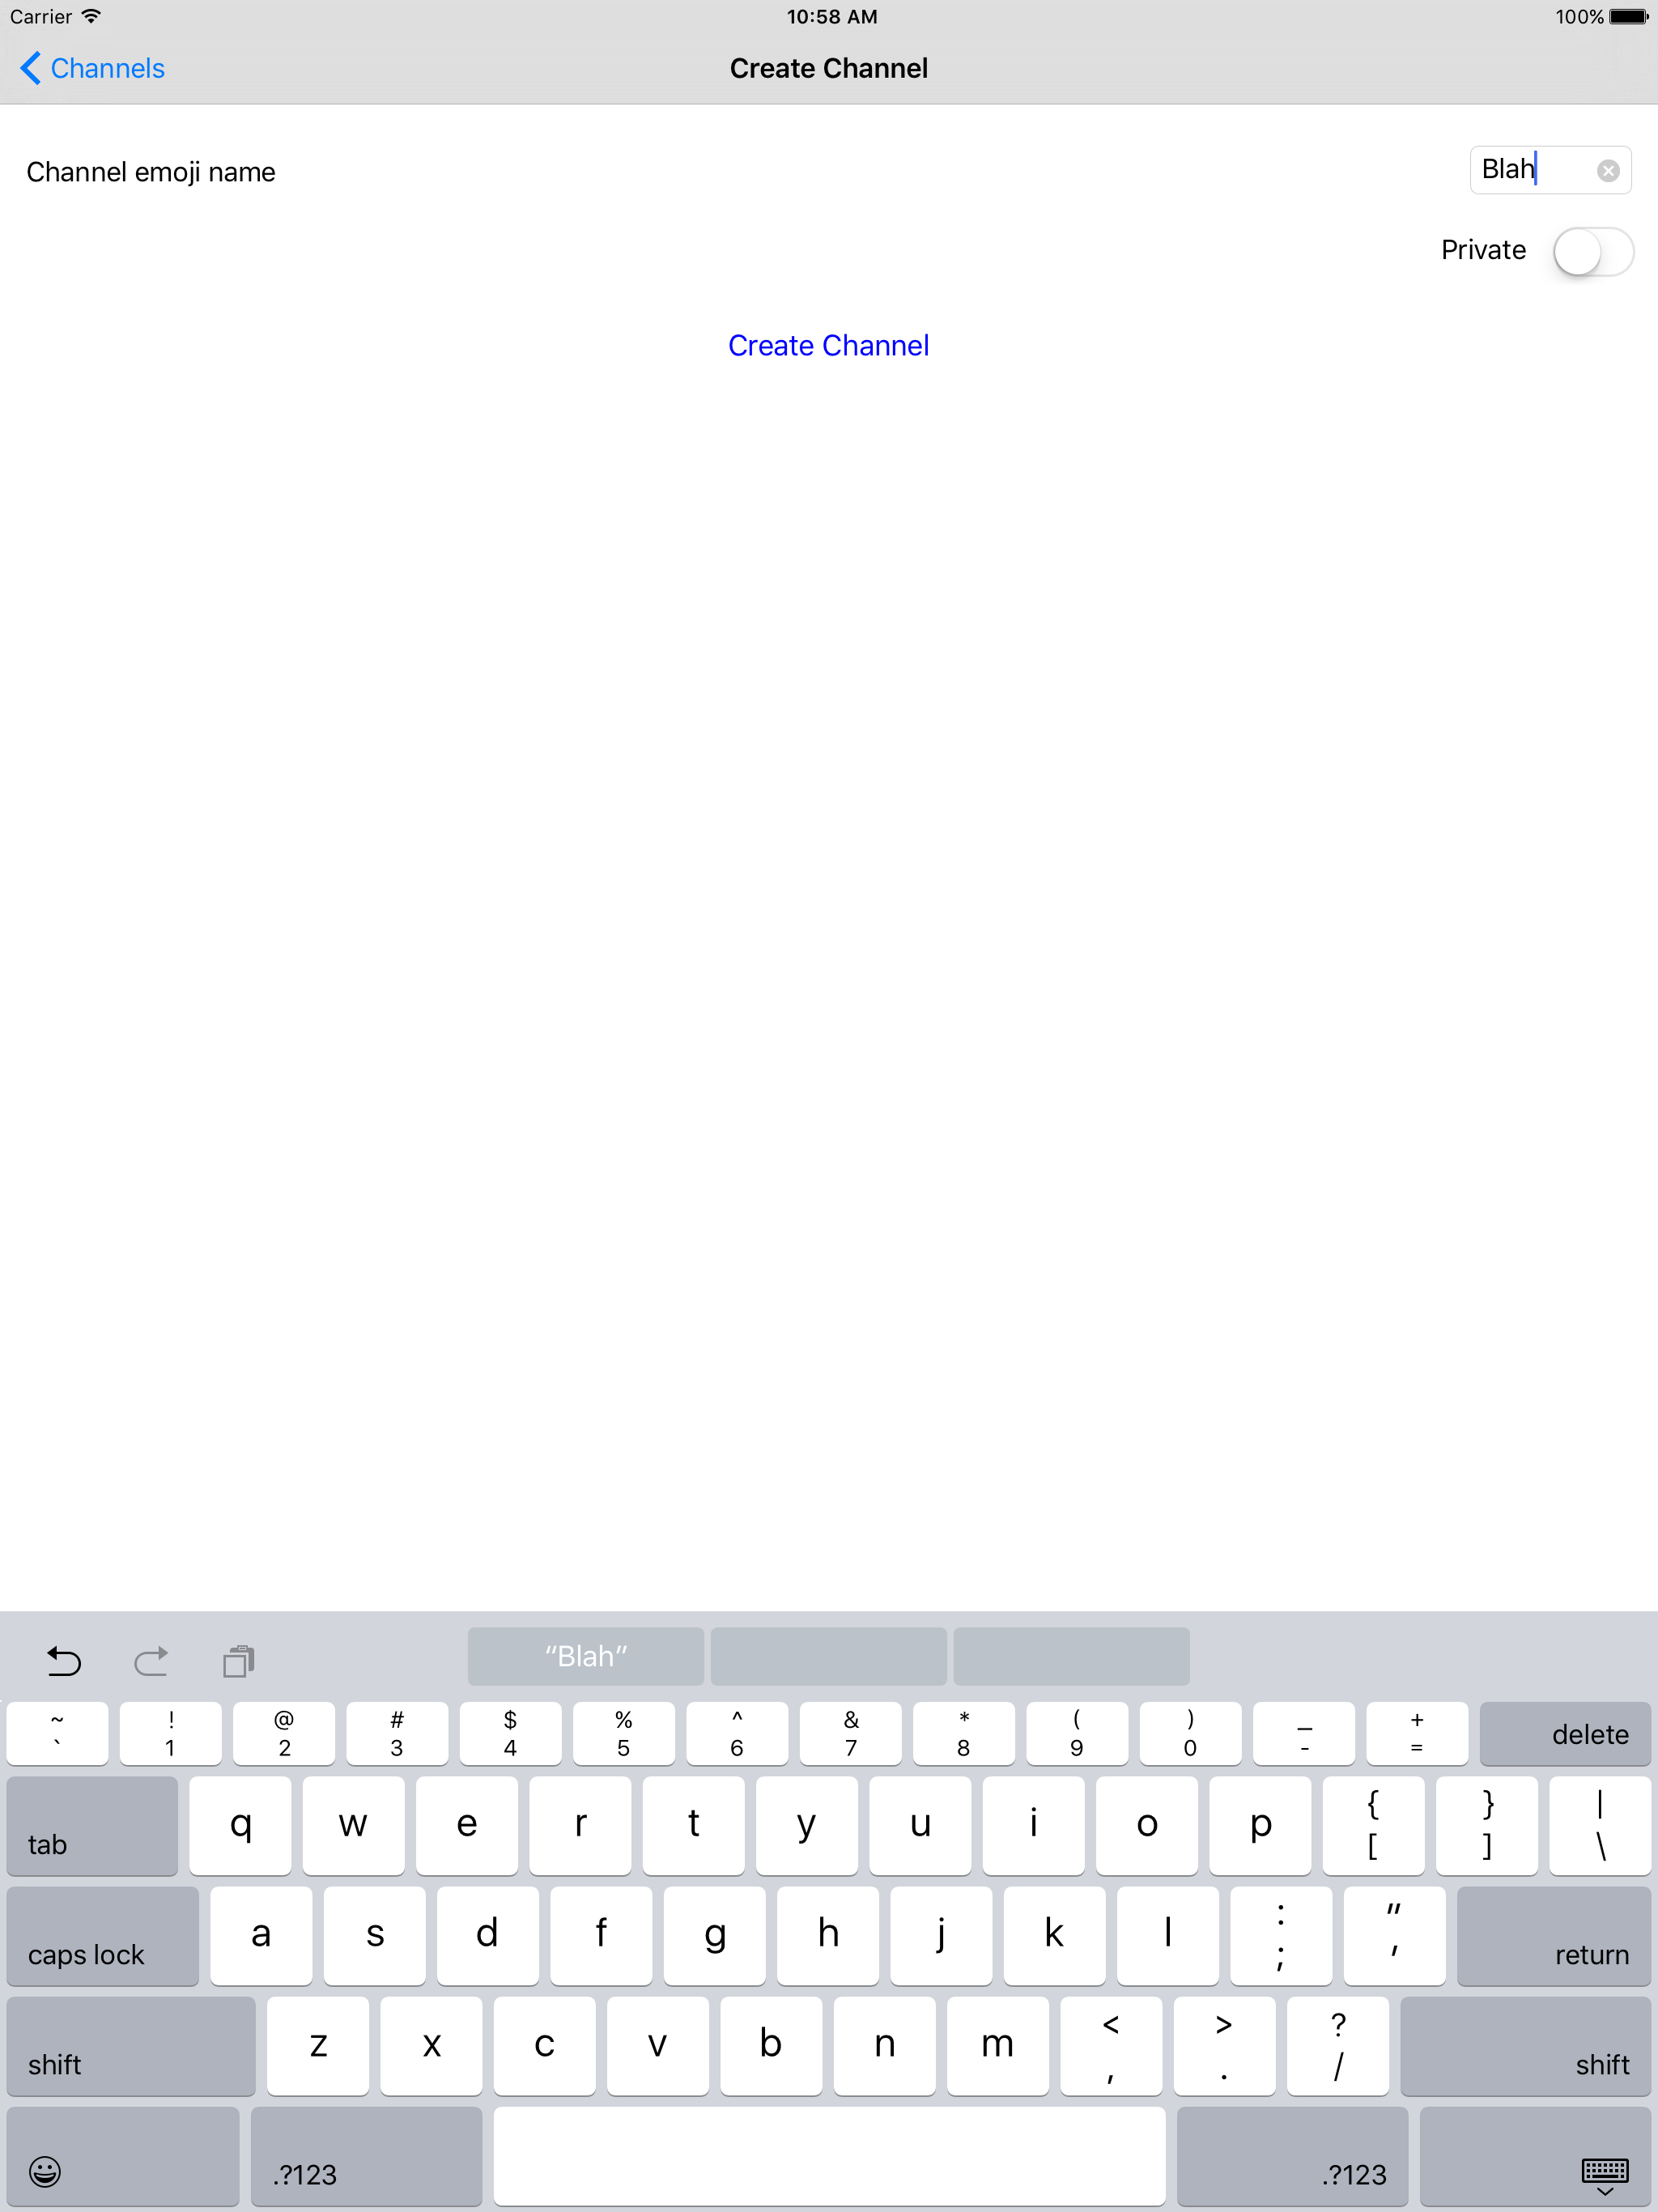 Carrier 10:58 AM 100%
Channels Create Channel
Channel emoji name Blah
Private
Create Channel
“Blah”
~ ! @ # $ % ^ & * ( ) _ +
` 1 2 3 4 5 6 7 8 9 0 - = delete
tab q w e r t y u i o p { [ } ] | \
caps lock a s d f g h j k l : ; " ' return
shift z x c v b n m < , > . ? / shift
.?123 .?123